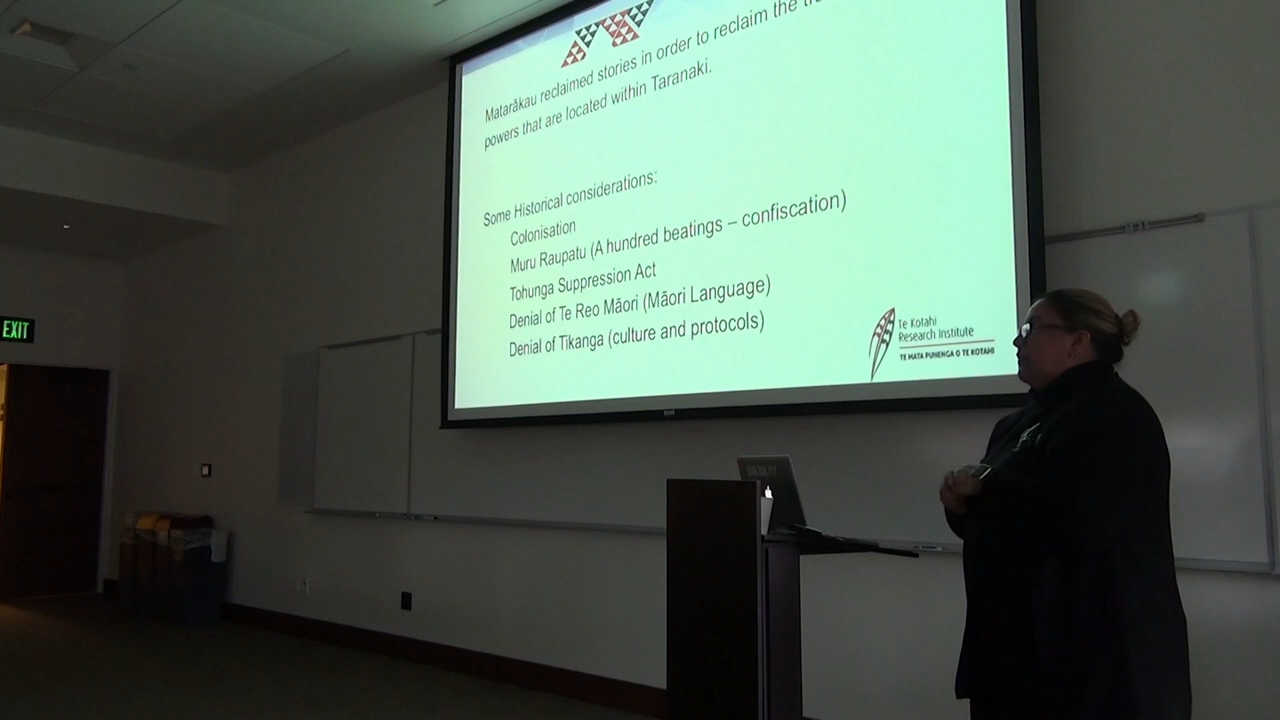 Matarākau reclaimed stories in order to reclaim the
powers that are located within Taranaki.
Some Historical considerations:
Colonisation
Muru Raupatu (A hundred beatings – confiscation)
Tohunga Suppression Act
Denial of Te Reo Māori (Māori Language)
Denial of Tikanga (culture and protocols)
Te Kotahi
Research Institute
TE MATA PUNENGA O TE KOTAHI
EXIT